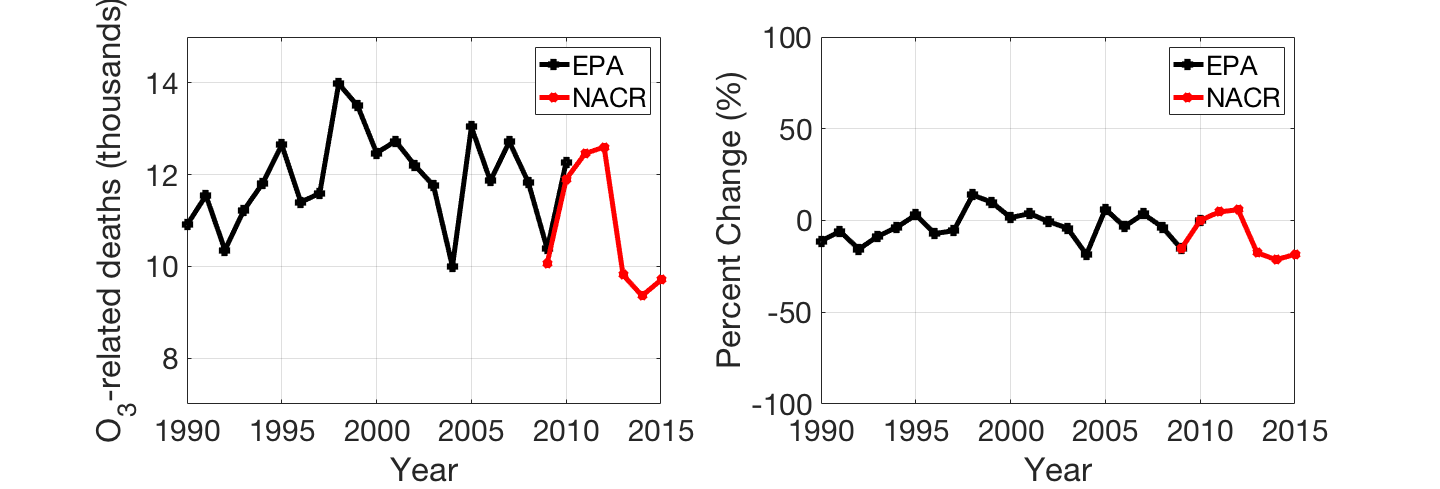 O3-related deaths (thousands)
14
12
10
8
1990 1995 2000 2005 2010 2015
Year
EPA
NACR
Percent Change (%)
100
50
0
-50
-100
1990 1995 2000 2005 2010 2015
Year
EPA
NACR